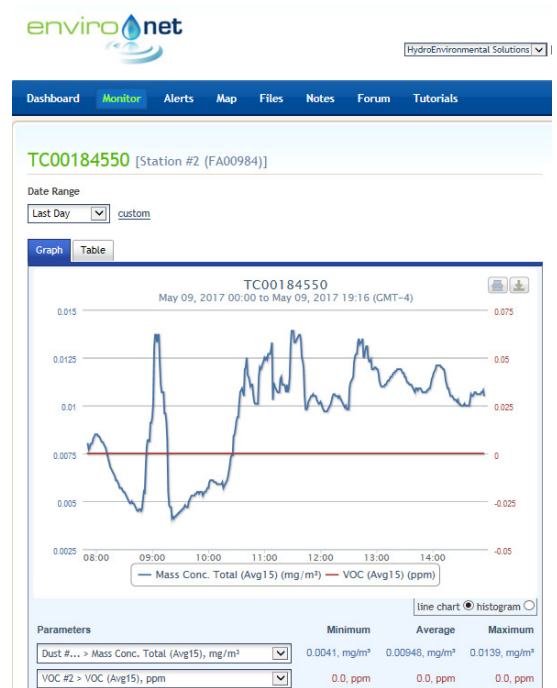 enviro net
HydroEnvironmental Solutions
Dashboard Monitor Alerts Map Files Notes Forum Tutorials
TC00184550 [Station #2 (FA00984)]
Date Range
Last Day custom
Graph Table
TC00184550
May 09, 2017 00:00 to May 09, 2017 19:16 (GMT-4)
0.015 0.075
0.0125 0.05
0.01 0.025
0.0075 0
0.005 -0.025
0.0025 -0.05
08:00 09:00 10:00 11:00 12:00 13:00 14:00
Mass Conc. Total (Avg15) (mg/m³) VOC (Avg15) (ppm)
line chart histogram
Parameters Minimum Average Maximum
Dust #... > Mass Conc. Total (Avg15), mg/m³ 0.0041, mg/m³ 0.00948, mg/m³ 0.0139, mg/m³
VOC #2 > VOC (Avg15), ppm 0.0, ppm 0.0, ppm 0.0, ppm